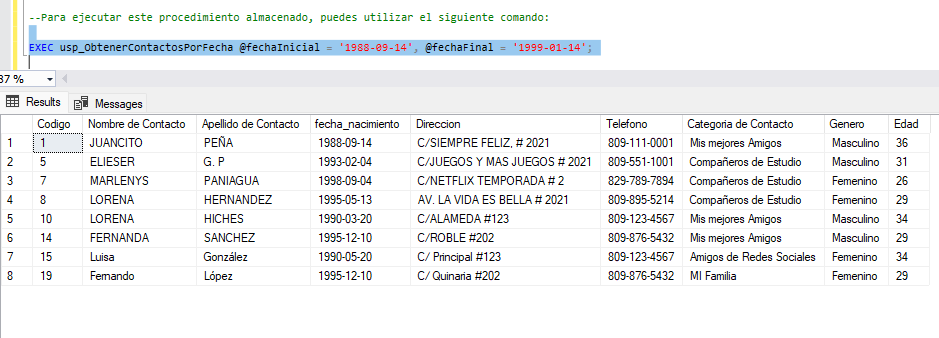 --Para ejecutar este procedimiento almacenado, puedes utilizar el siguiente comando:
EXEC usp_ObtenerContactosPorFecha @fechaInicial = '1988-09-14', @fechaFinal = '1999-01-14';
37 %
Results Messages
Codigo Nombre de Contacto Apellido de Contacto fecha_nacimiento Direccion Telefono Categoria de Contacto Genero Edad
1 1 JUANCITO PEÑA 1988-09-14 C/SIEMPRE FELIZ, # 2021 809-111-0001 Mis mejores Amigos Masculino 36
2 5 ELIESER G. P 1993-02-04 C/JUEGOS Y MAS JUEGOS # 2021 809-551-1001 Compañeros de Estudio Masculino 31
3 7 MARLENYS PANIAGUA 1998-09-04 C/NETFLIX TEMPORADA # 2 829-789-7894 Compañeros de Estudio Femenino 26
4 8 LORENA HERNANDEZ 1995-05-13 AV. LA VIDA ES BELLA # 2021 809-895-5214 Compañeros de Estudio Femenino 29
5 10 LORENA HICHES 1990-03-20 C/ALAMEDA #123 809-123-4567 Mis mejores Amigos Masculino 34
6 14 FERNANDA SANCHEZ 1995-12-10 C/ROBLE #202 809-876-5432 Mis mejores Amigos Masculino 29
7 15 Luisa González 1990-05-20 C/ Principal #123 809-123-4567 Amigos de Redes Sociales Femenino 34
8 19 Fernando López 1995-12-10 C/ Quinaria #202 809-876-5432 MI Familia Femenino 29